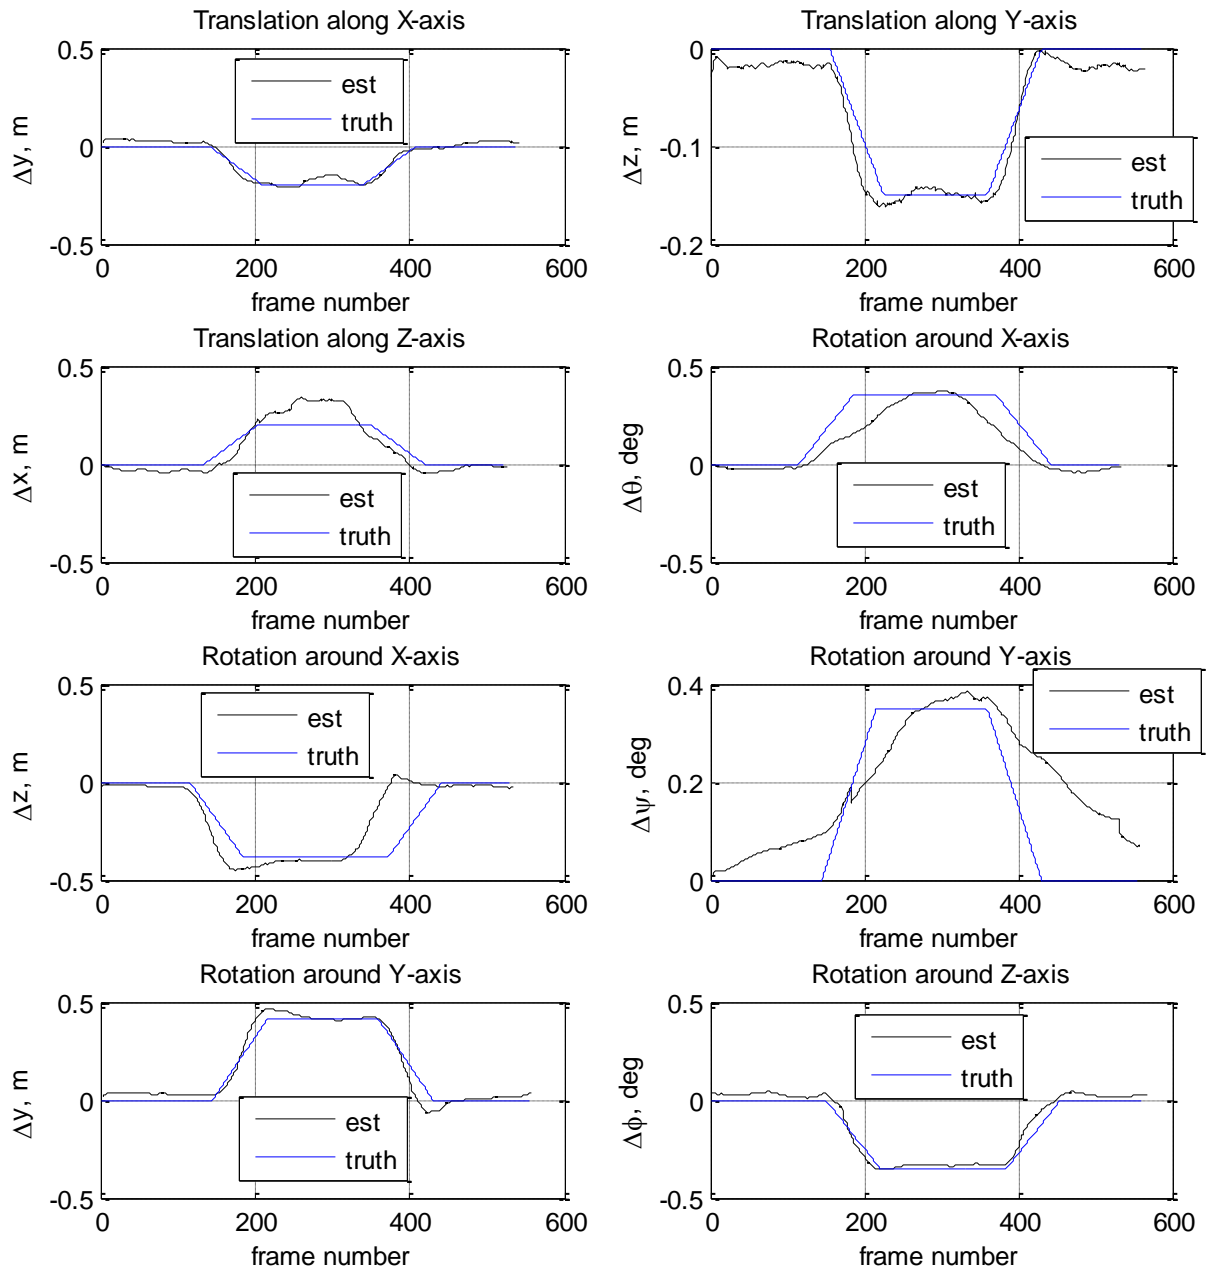 Translation along X-axis
0.5
0
-0.5
Δy, m
est
truth
0 200 400 600
frame number
Translation along Y-axis
0
-0.1
-0.2
Δz, m
est
truth
0 200 400 600
frame number
Translation along Z-axis
0.5
0
-0.5
Δx, m
est
truth
0 200 400 600
frame number
Rotation around X-axis
0.5
0
-0.5
Δθ, deg
est
truth
0 200 400 600
frame number
Rotation around X-axis
0.5
0
-0.5
Δz, m
est
truth
0 200 400 600
frame number
Rotation around Y-axis
0.4
0.2
0
Δψ, deg
est
truth
0 200 400 600
frame number
Rotation around Y-axis
0.5
0
-0.5
Δy, m
est
truth
0 200 400 600
frame number
Rotation around Z-axis
0.5
0
-0.5
Δϕ, deg
est
truth
0 200 400 600
frame number